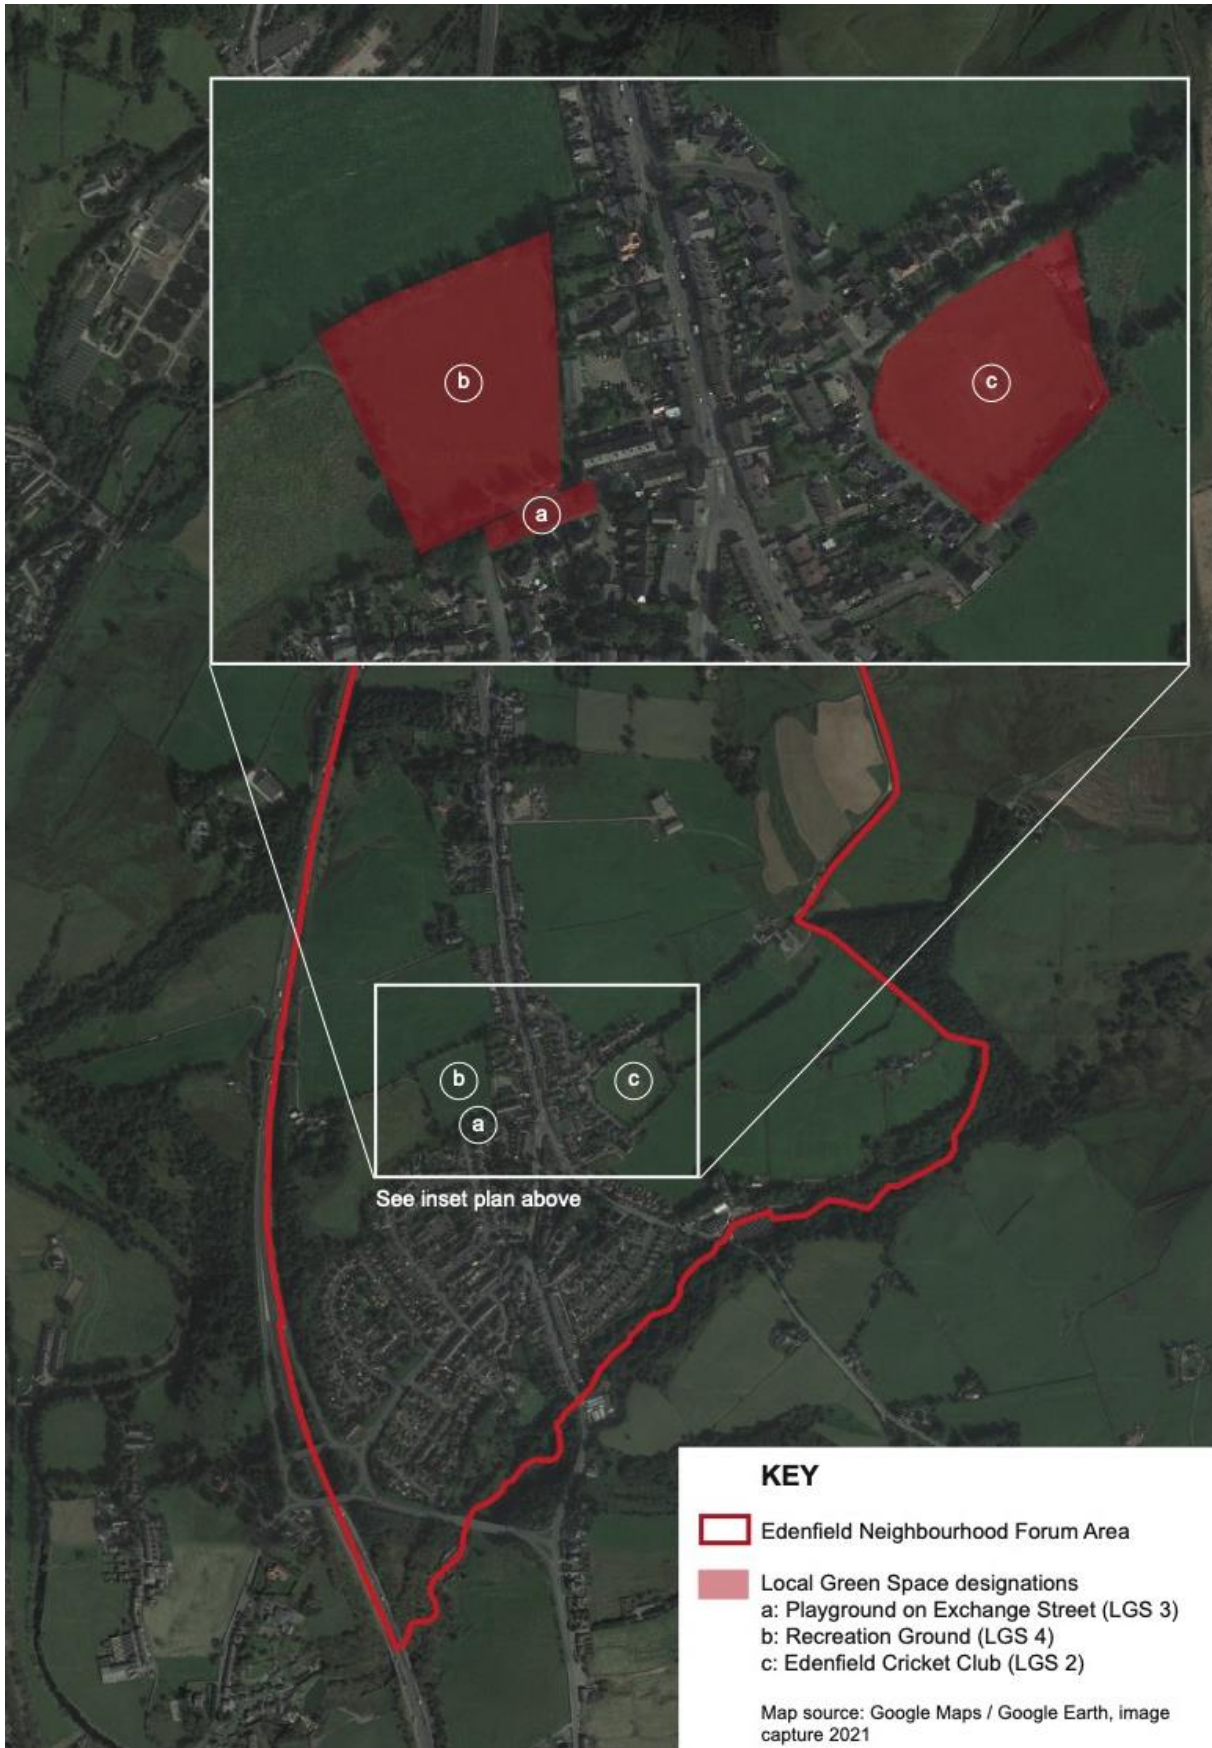 b
c
a
b
c
a
See inset plan above
KEY
Edenfield Neighbourhood Forum Area
Local Green Space designations
a: Playground on Exchange Street (LGS 3)
b: Recreation Ground (LGS 4)
c: Edenfield Cricket Club (LGS 2)
Map source: Google Maps / Google Earth, image
capture 2021